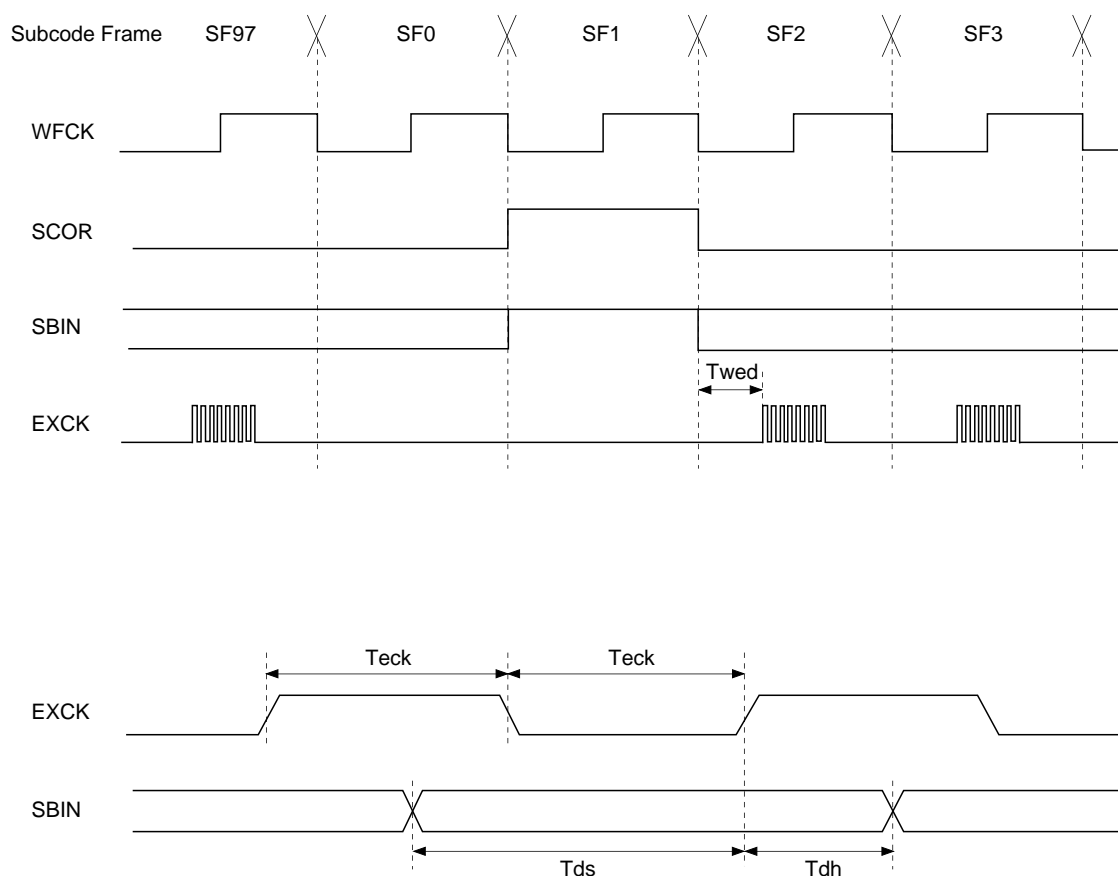 Subcode Frame SF97 SF0 SF1 SF2 SF3
WFCK
SCOR
SBIN
Twed
EXCK
Teck Teck
EXCK
SBIN
Tds Tdh